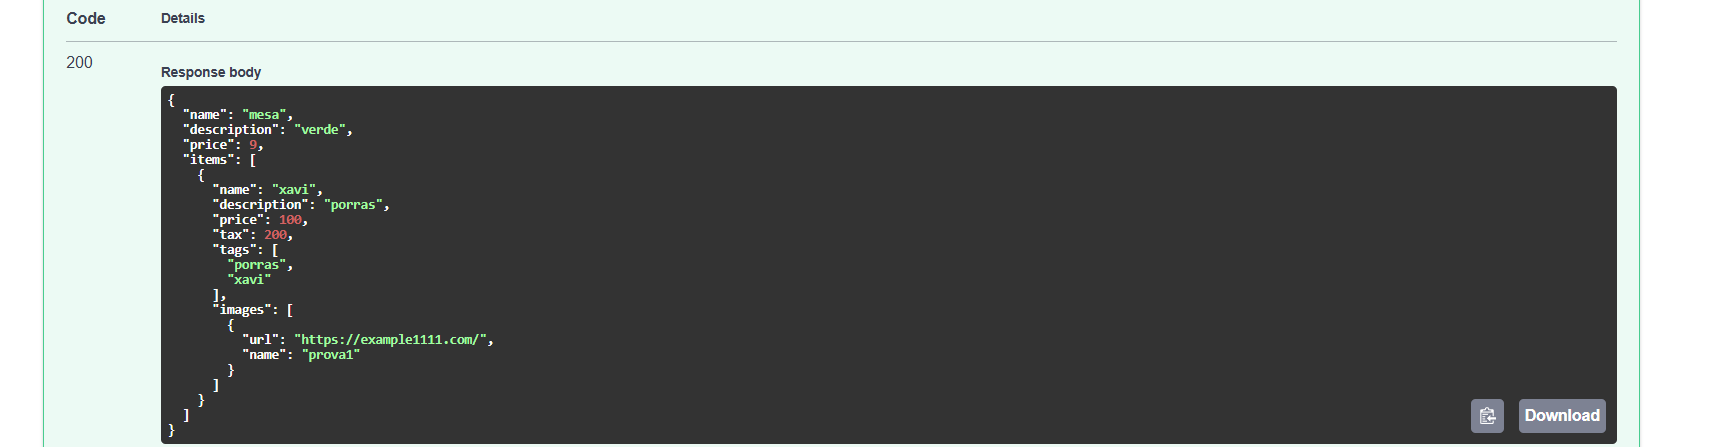 Code Details
200
Response body
{
  "name": "mesa",
  "description": "verde",
  "price": 9,
  "items": [
    {
      "name": "xavi",
      "description": "porras",
      "price": 100,
      "tax": 200,
      "tags": [
        "porras",
        "xavi"
      ],
      "images": [
        {
          "url": "https://example1111.com/",
          "name": "prova1"
        }
      ]
    }
  ]
}
Download